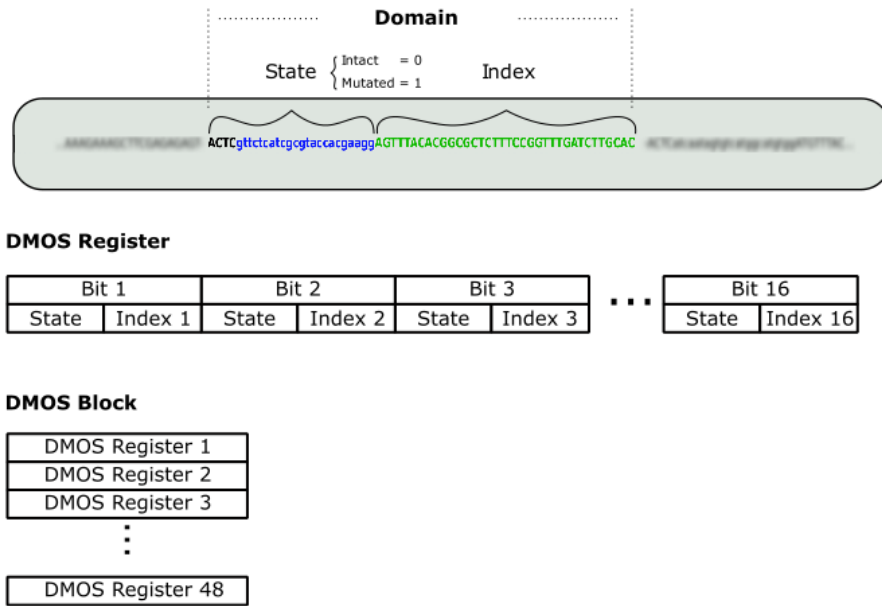 Domain
State { Intact = 0
Mutated = 1
Index
ACTCgttctcatcgcgtaccacgaaggAGTTTACACGGCGCTCTTTCCGGTTTGATCTTGCAC
DMOS Register
Bit 1 Bit 2 Bit 3 ... Bit 16
State Index 1 State Index 2 State Index 3 State Index 16
DMOS Block
DMOS Register 1
DMOS Register 2
DMOS Register 3
⋮
DMOS Register 48